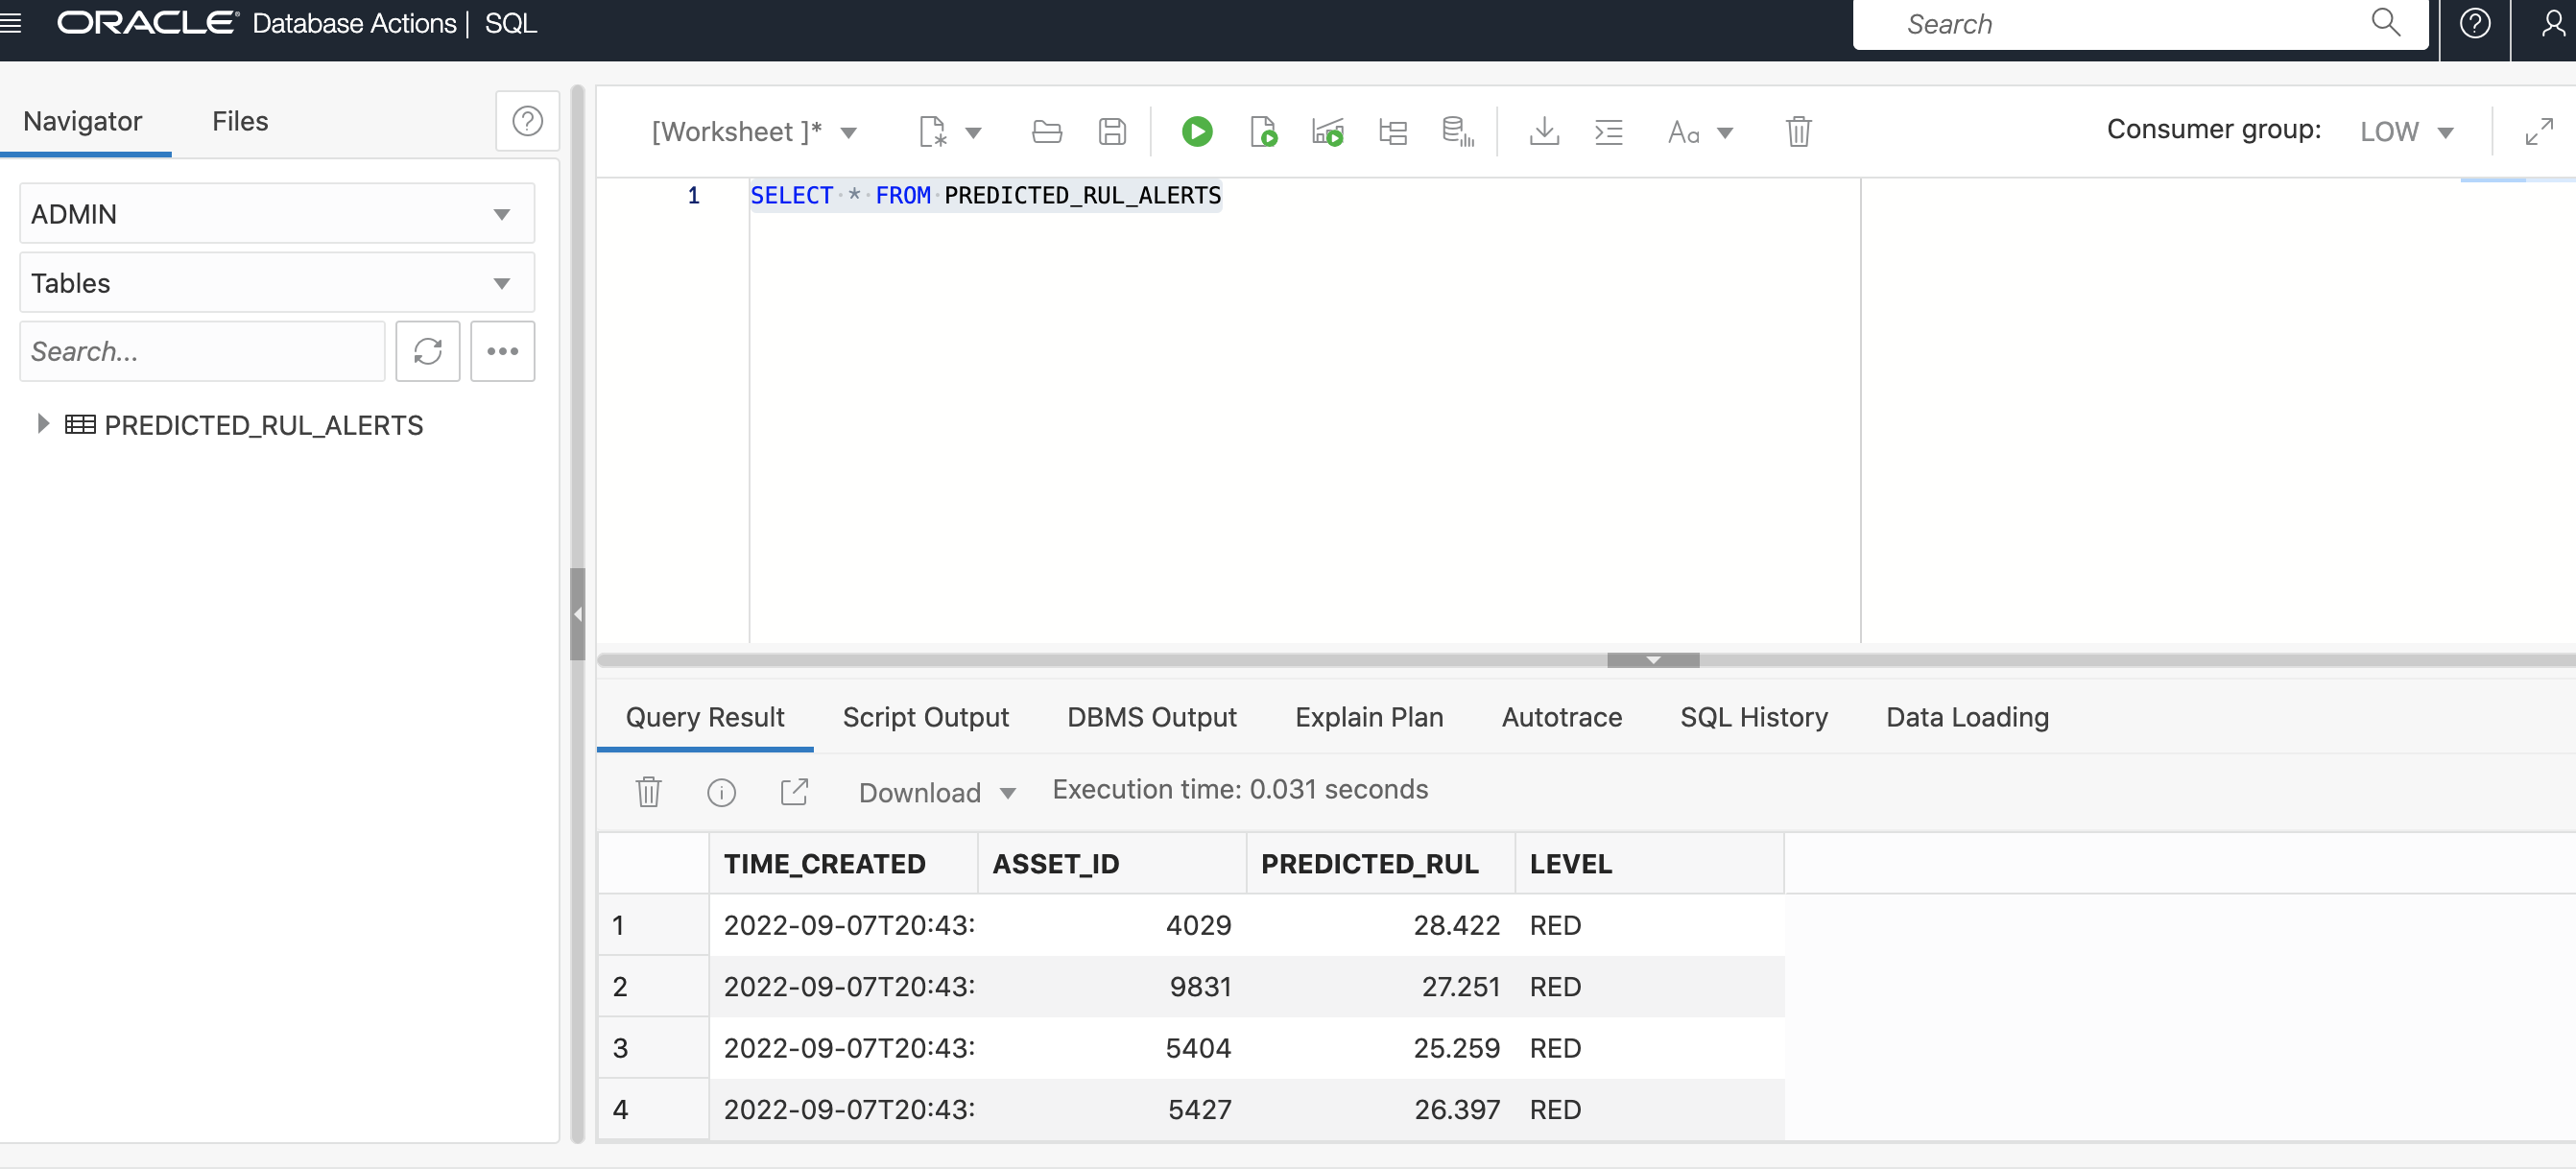 ORACLE Database Actions | SQL
Search
Navigator
Files
[Worksheet ]*
Aa
Consumer group:
LOW
ADMIN
Tables
Search...
PREDICTED_RUL_ALERTS
1
SELECT * FROM PREDICTED_RUL_ALERTS
Query Result
Script Output
DBMS Output
Explain Plan
Autotrace
SQL History
Data Loading
Download
Execution time: 0.031 seconds
TIME_CREATED ASSET_ID PREDICTED_RUL LEVEL
1 2022-09-07T20:43: 4029 28.422 RED
2 2022-09-07T20:43: 9831 27.251 RED
3 2022-09-07T20:43: 5404 25.259 RED
4 2022-09-07T20:43: 5427 26.397 RED